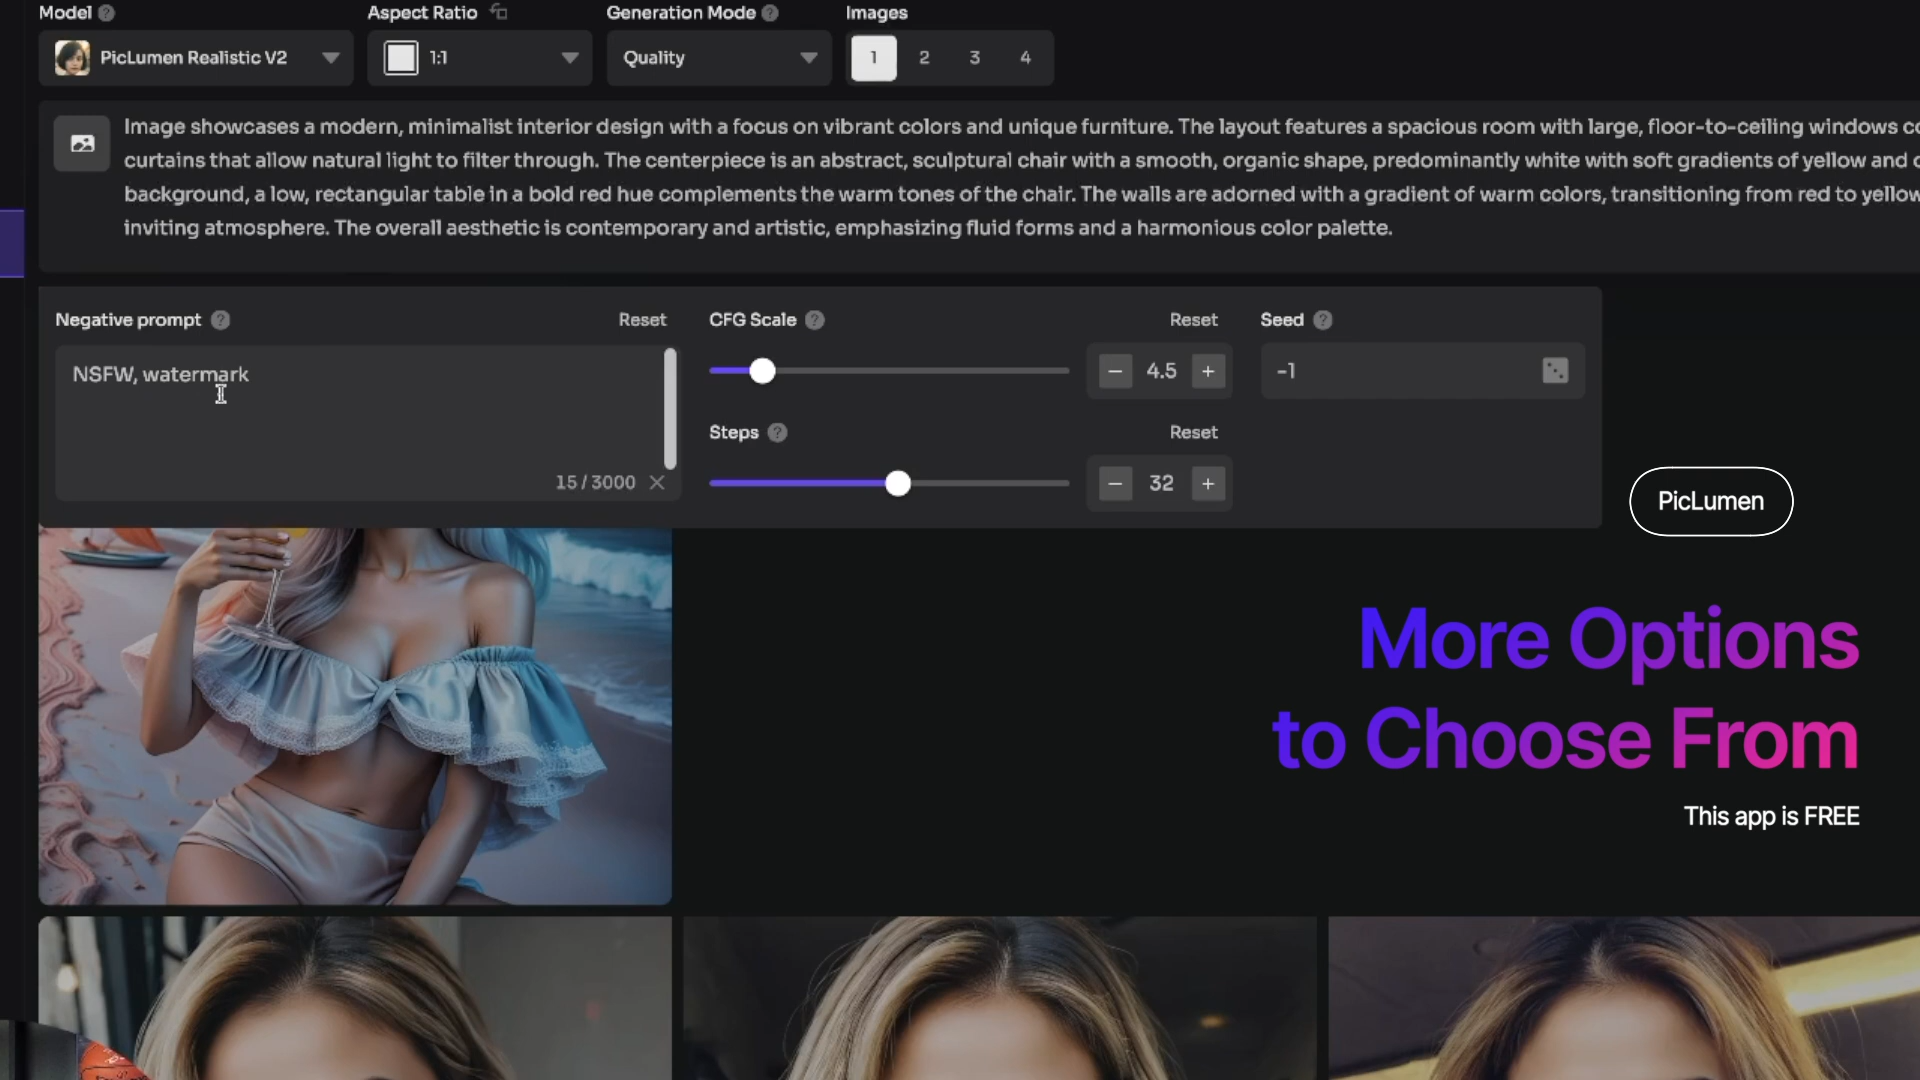 Model
Aspect Ratio
Generation Mode
Images
PicLumen Realistic V2
1:1
Quality
1 2 3 4
Image showcases a modern, minimalist interior design with a focus on vibrant colors and unique furniture. The layout features a spacious room with large, floor-to-ceiling windows
curtains that allow natural light to filter through. The centerpiece is an abstract, sculptural chair with a smooth, organic shape, predominantly white with soft gradients of yellow and
background, a low, rectangular table in a bold red hue complements the warm tones of the chair. The walls are adorned with a gradient of warm colors, transitioning from red to yellow
inviting atmosphere. The overall aesthetic is contemporary and artistic, emphasizing fluid forms and a harmonious color palette.
Negative prompt
Reset
CFG Scale
Reset
Seed
NSFW, watermark
4.5
-1
Steps
Reset
15 / 3000
32
PicLumen
More Options
to Choose From
This app is FREE